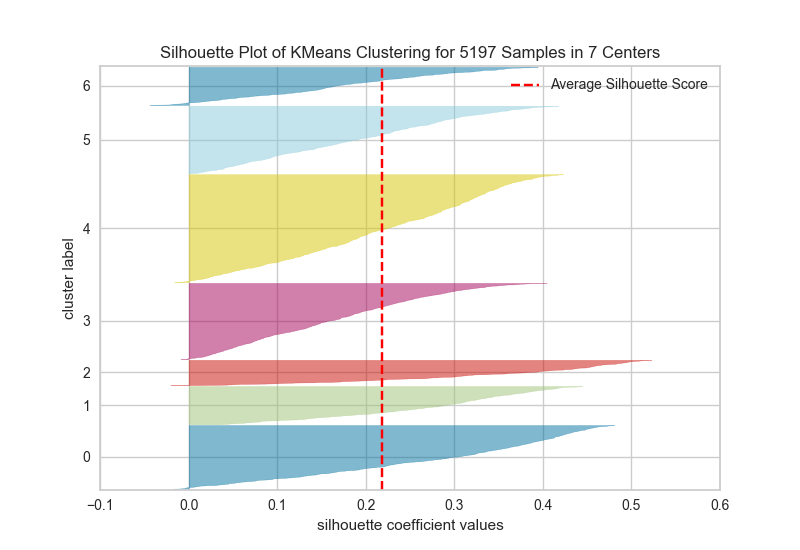 Silhouette Plot of KMeans Clustering for 5197 Samples in 7 Centers
Average Silhouette Score
6
5
4
3
2
1
0
cluster label
−0.1 0.0 0.1 0.2 0.3 0.4 0.5 0.6
silhouette coefficient values